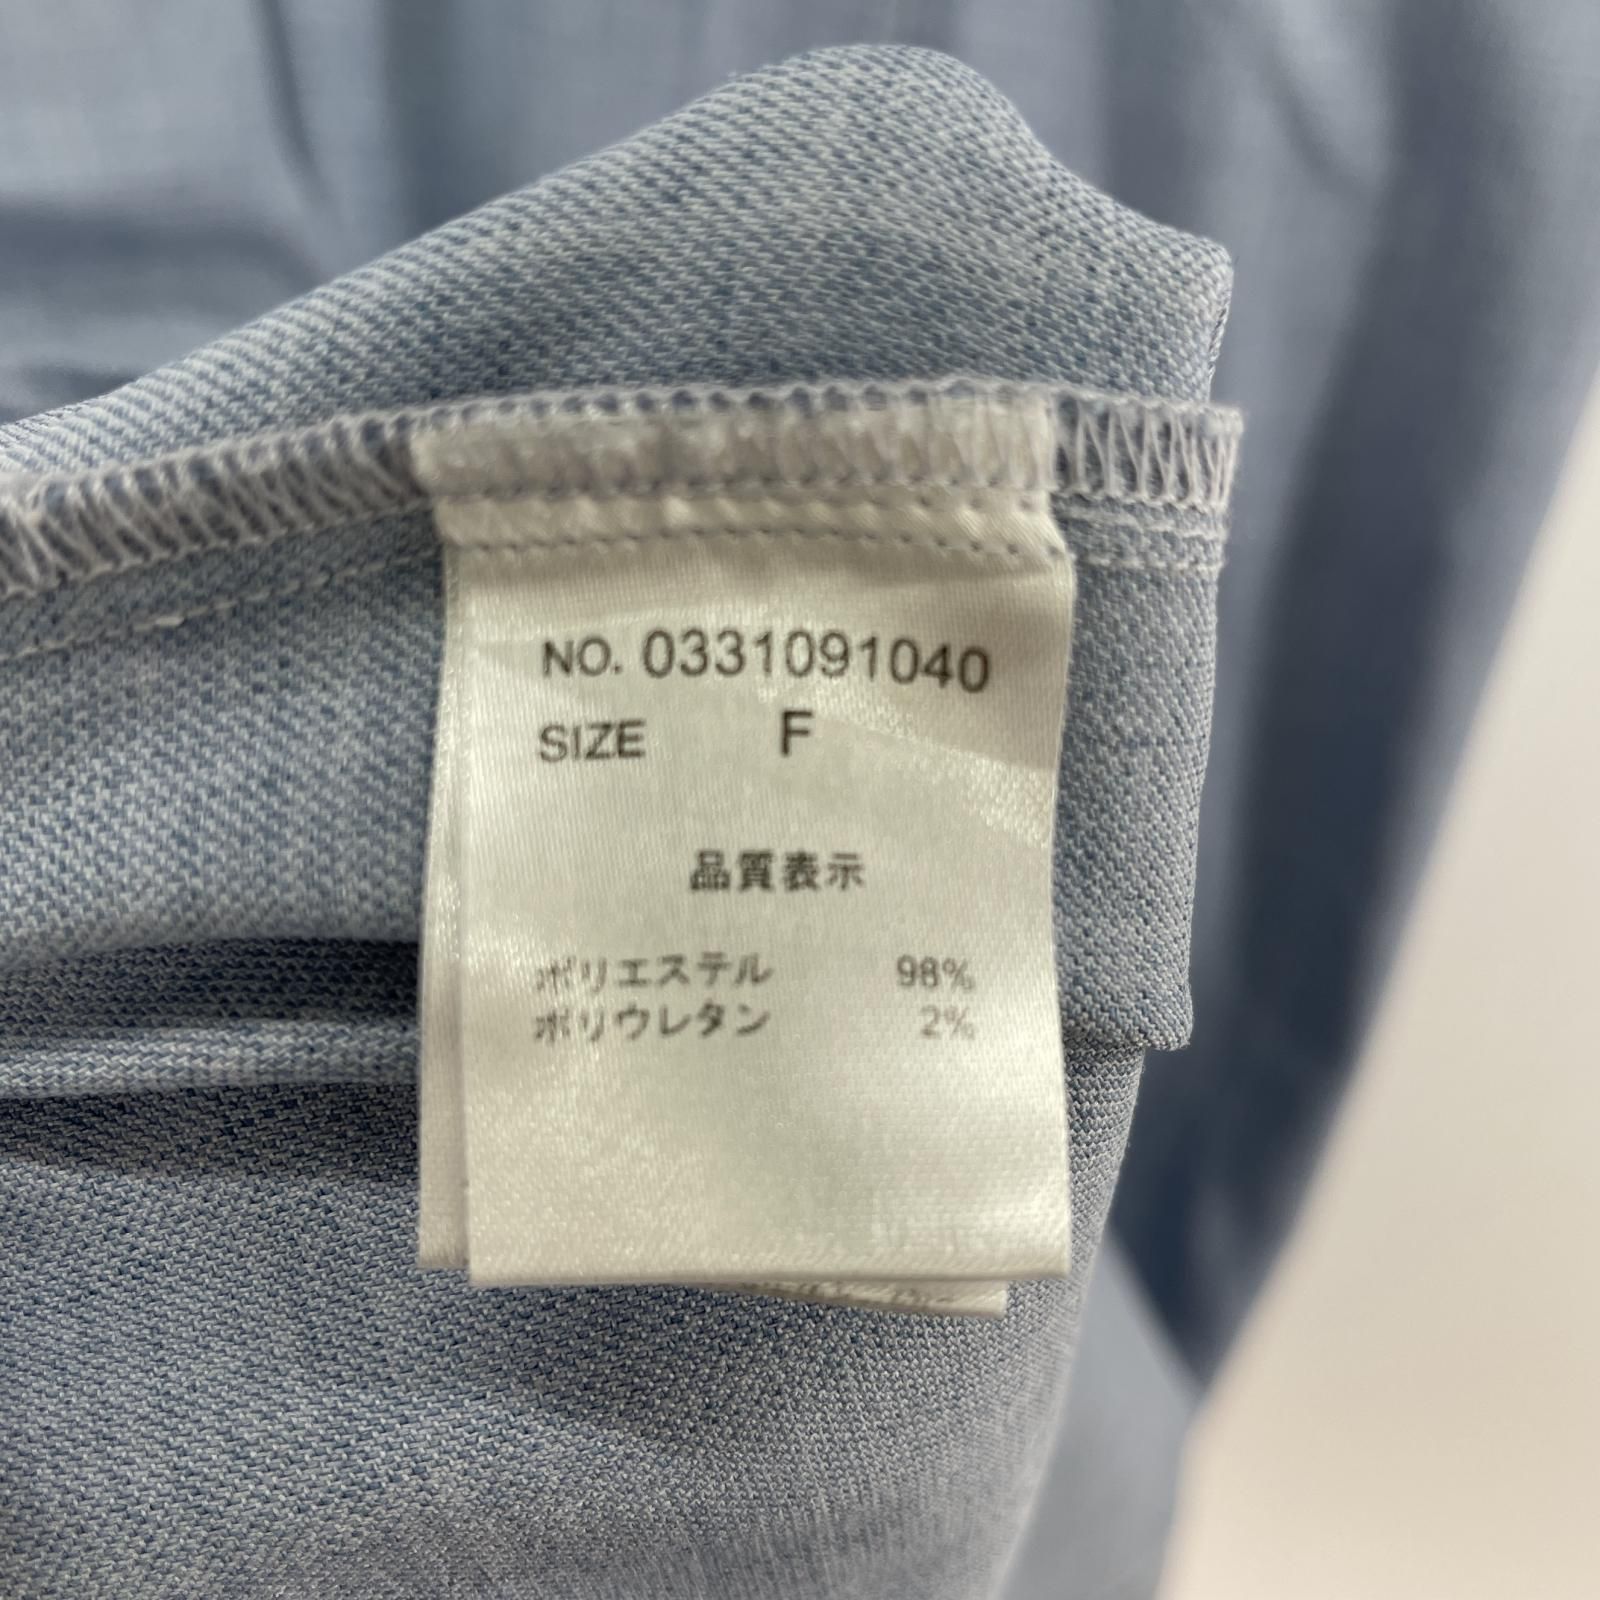 NO. 0331091040
SIZE F
品質表示
ポリエステル 98%
ポリウレタン 2%